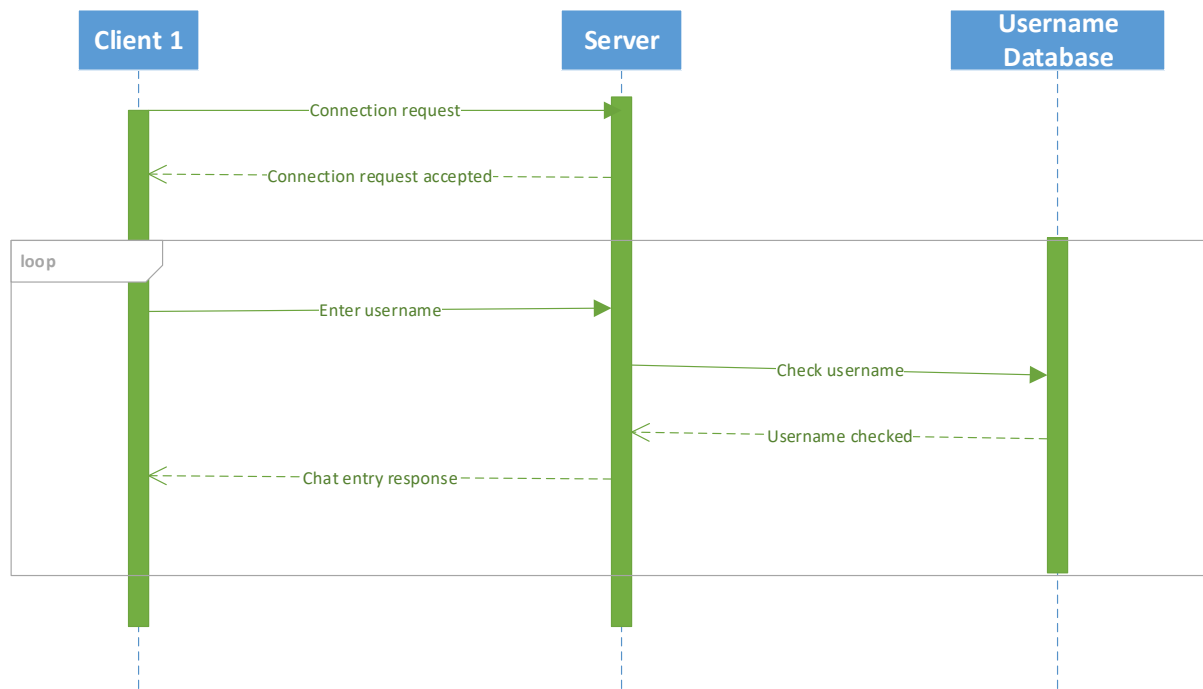 Client 1
Server
Username
Database
Connection request
Connection request accepted
loop
Enter username
Check username
Username checked
Chat entry response